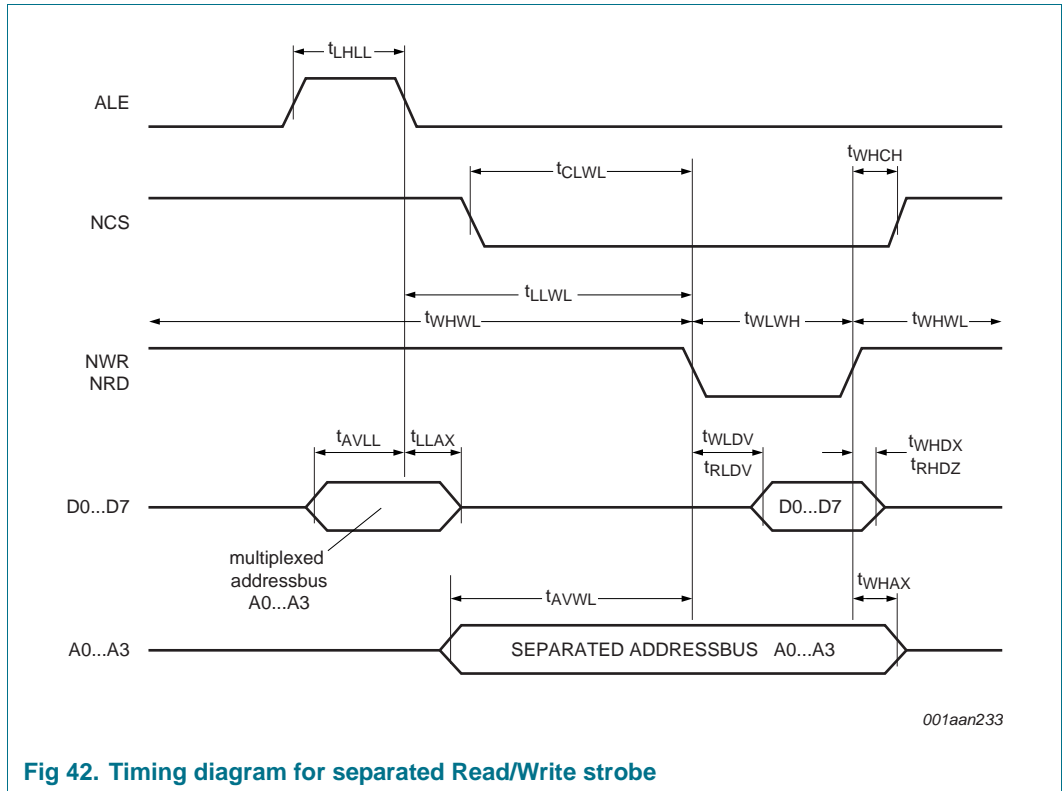 tLHLL
ALE
tCLWL
tWHCH
NCS
tLLWL
tWHWL
tWLWH
tWHWL
NWR
NRD
tAVLL
tLLAX
tWLDV
tRLDV
tWHDX
tRHDZ
D0...D7
D0...D7
multiplexed
addressbus
A0...A3
tAVWL
tWHAX
A0...A3
SEPARATED ADDRESSBUS A0...A3
001aan233
Fig 42. Timing diagram for separated Read/Write strobe